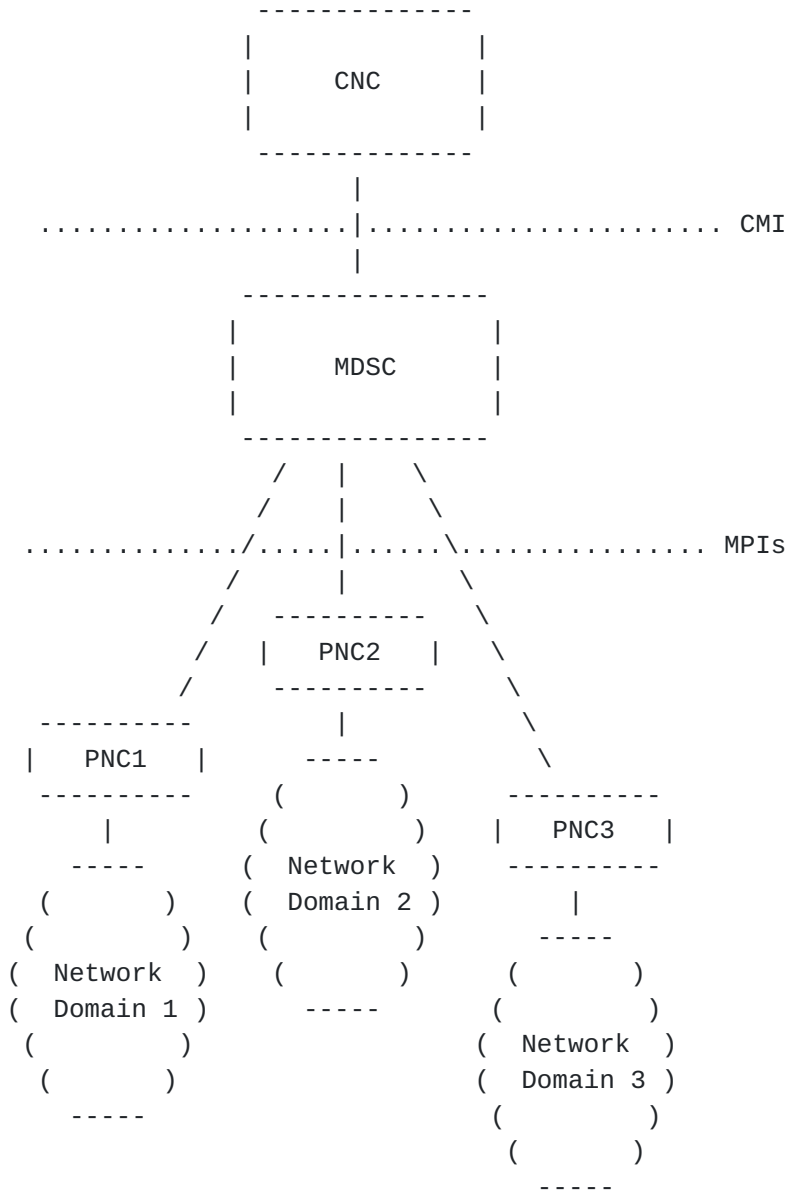 CNC
CMI
MDSC
MPIs
PNC2
PNC1
PNC3
Network
Domain 2
Network
Domain 1
Network
Domain 3